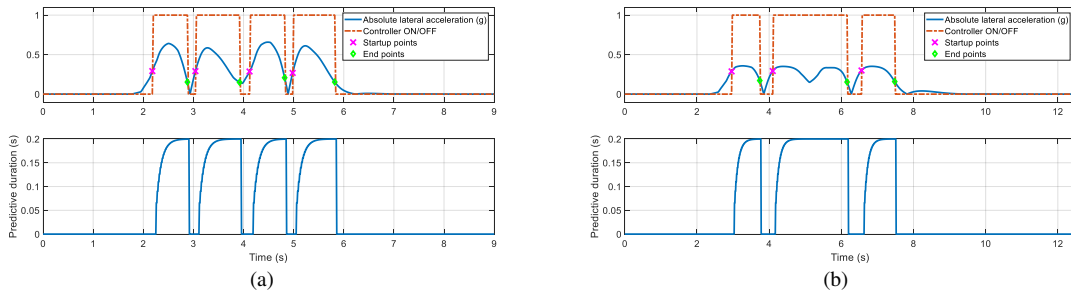 1
0.5
0
0 1 2 3 4 5 6 7 8 9
Absolute lateral acceleration (g)
Controller ON/OFF
Startup points
End points
Predictive duration (s)
0.2
0.15
0.1
0.05
0
0 1 2 3 4 5 6 7 8 9
Time (s)
(a)
1
0.5
0
0 2 4 6 8 10 12
Absolute lateral acceleration (g)
Controller ON/OFF
Startup points
End points
Predictive duration (s)
0.2
0.15
0.1
0.05
0
0 2 4 6 8 10 12
Time (s)
(b)